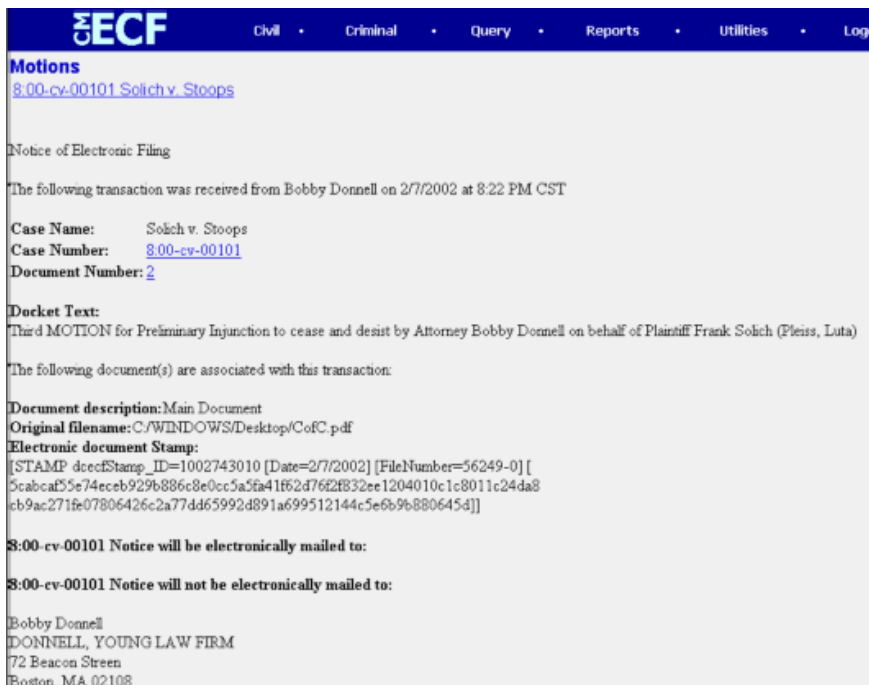 CM ECF Civil • Criminal • Query • Reports • Utilities • Log
Motions
8:00-cv-00101 Solich v. Stoops
Notice of Electronic Filing
The following transaction was received from Bobby Donnell on 2/7/2002 at 8:22 PM CST
Case Name: Solich v. Stoops
Case Number: 8:00-cv-00101
Document Number: 2
Docket Text:
Third MOTION for Preliminary Injunction to cease and desist by Attorney Bobby Donnell on behalf of Plaintiff Frank Solich (Pleiss, Luta)
The following document(s) are associated with this transaction:
Document description:Main Document
Original filename:C:/WINDOWS/Desktop/CofC.pdf
Electronic document Stamp:
[STAMP dcecfStamp_ID=1002743010 [Date=2/7/2002] [FileNumber=56249-0] [
5cabcaf55e74eceb929b886c8e0cc5a5fa41f62d76f2f832ee1204010c1c8011c24da8
cb9ac271fe07806426c2a77dd65992d891a699512144c5e6b9b880645d]]
8:00-cv-00101 Notice will be electronically mailed to:
8:00-cv-00101 Notice will not be electronically mailed to:
Bobby Donnell
DONNELL, YOUNG LAW FIRM
72 Beacon Streen
Boston, MA 02108